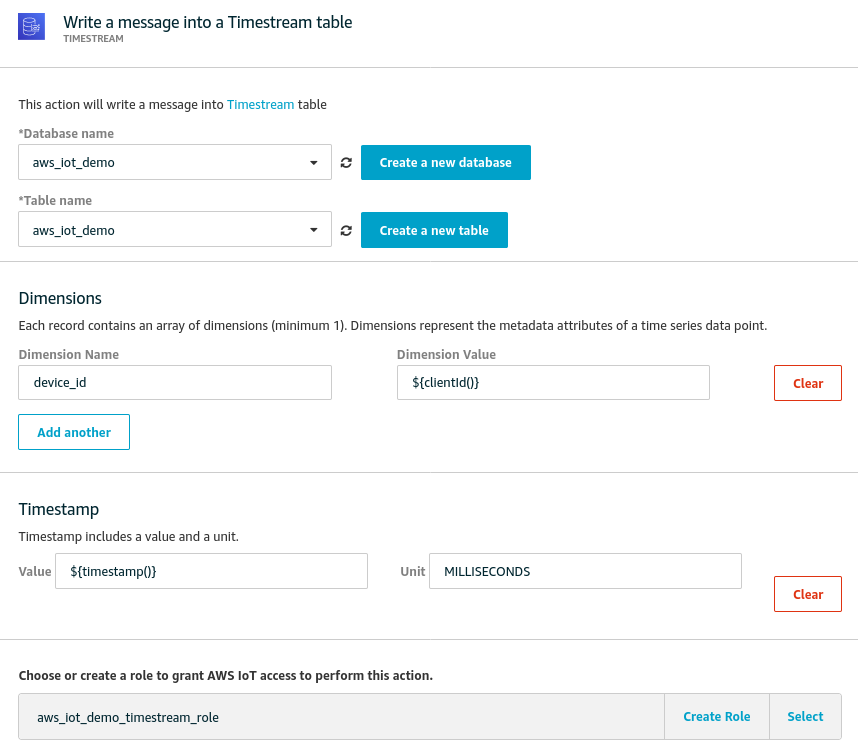 Write a message into a Timestream table
TIMESTREAM
This action will write a message into Timestream table
*Database name
aws_iot_demo
Create a new database
*Table name
aws_iot_demo
Create a new table
Dimensions
Each record contains an array of dimensions (minimum 1). Dimensions represent the metadata attributes of a time series data point.
Dimension Name Dimension Value
device_id ${clientId()} Clear
Add another
Timestamp
Timestamp includes a value and a unit.
Value ${timestamp()} Unit MILLISECONDS
Clear
Choose or create a role to grant AWS IoT access to perform this action.
aws_iot_demo_timestream_role Create Role Select